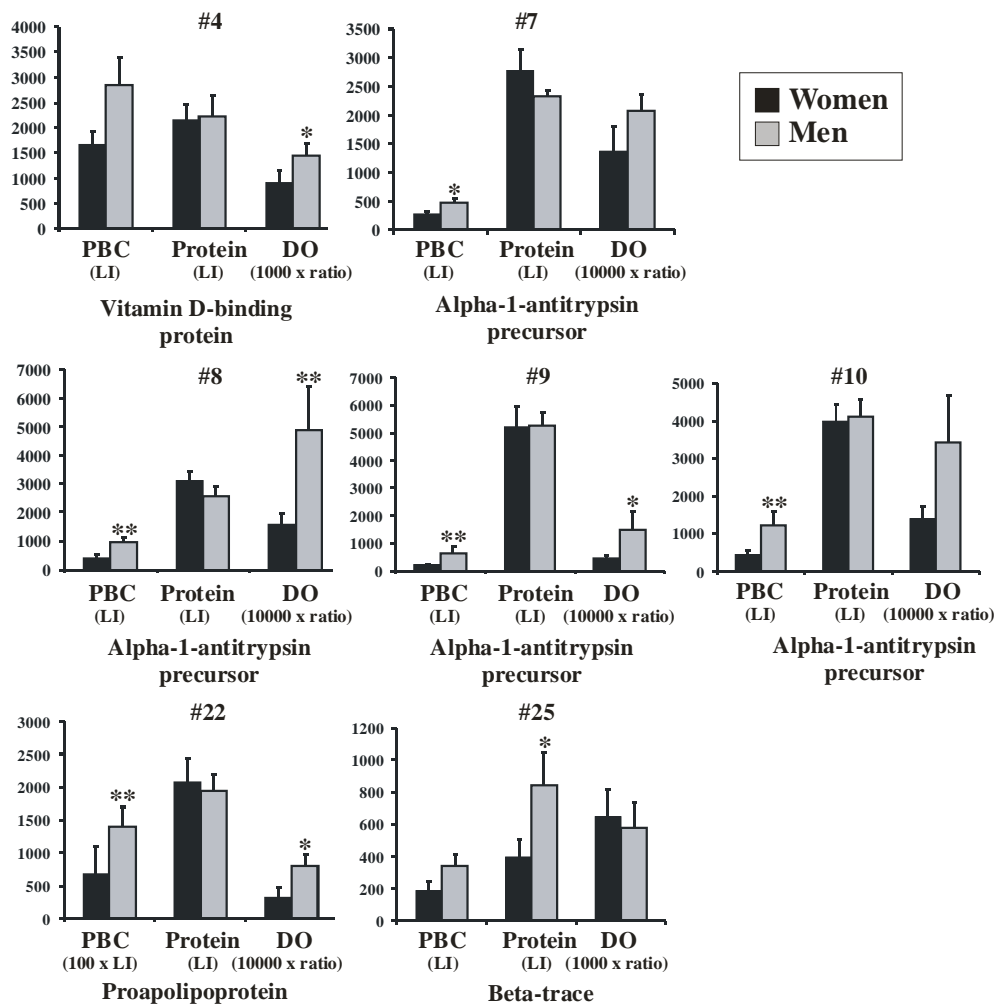 #4
4000
3500
3000
2500
2000
1500
1000
500
0
*
PBC Protein DO
(LI) (LI) (1000 x ratio)
Vitamin D-binding
protein
#7
3500
3000
2500
2000
1500
1000
500
0
*
PBC Protein DO
(LI) (LI) (10000 x ratio)
Alpha-1-antitrypsin
precursor
Women
Men
#8
7000
6000
5000
4000
3000
2000
1000
0
** **
PBC Protein DO
(LI) (LI) (10000 x ratio)
Alpha-1-antitrypsin
precursor
#9
7000
6000
5000
4000
3000
2000
1000
0
** *
PBC Protein DO
(LI) (LI) (10000 x ratio)
Alpha-1-antitrypsin
precursor
#10
5000
4000
3000
2000
1000
0
**
PBC Protein DO
(LI) (LI) (10000 x ratio)
Alpha-1-antitrypsin
precursor
#22
3000
2500
2000
1500
1000
500
0
** *
PBC Protein DO
(100 x LI) (LI) (10000 x ratio)
Proapolipoprotein
#25
1200
1000
800
600
400
200
0
*
PBC Protein DO
(LI) (LI) (1000 x ratio)
Beta-trace